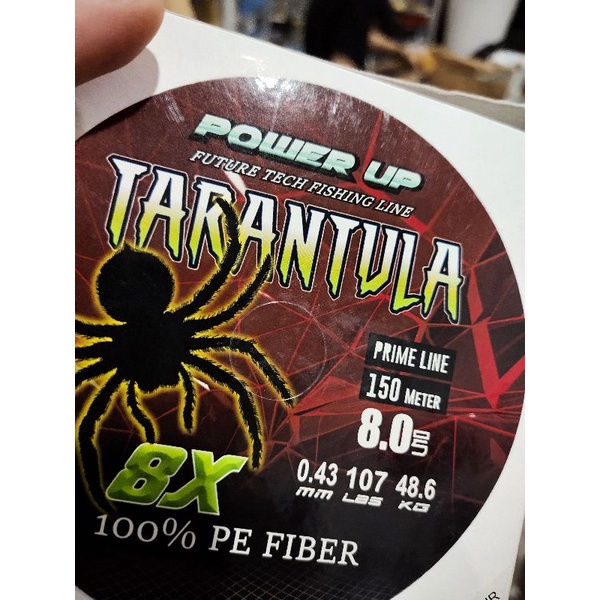 POWER UP
FUTURE TECH FISHING LINE
TARANTULA
PRIME LINE
150 METER
8.0号
0.43 107 48.6
MM LBS KG
8X
100% PE FIBER